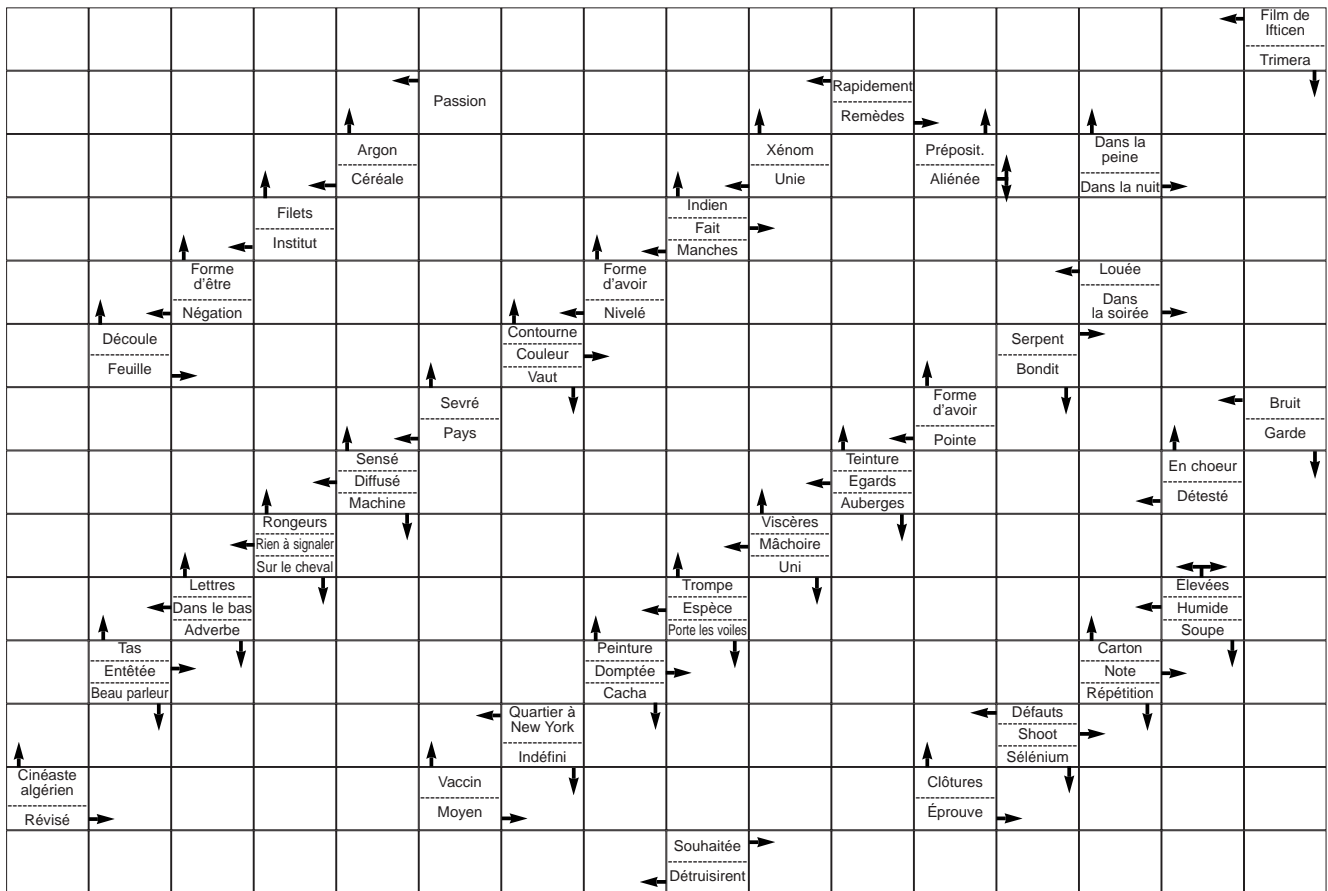 Film de
Ifticen
Trimera
Passion
Rapidement
Remèdes
Argon
Céréale
Xénom
Unie
Préposit.
Aliénée
Dans la
peine
Dans la nuit
Filets
Institut
Indien
Fait
Manches
Forme
d'être
Négation
Forme
d'avoir
Nivelé
Louée
Dans
la soirée
Découle
Feuille
Contourne
Couleur
Vaut
Serpent
Bondit
Sevré
Pays
Forme
d'avoir
Pointe
Bruit
Garde
Sensé
Diffusé
Machine
Teinture
Egards
Auberges
En choeur
Détesté
Rongeurs
Rien à signaler
Sur le cheval
Viscères
Mâchoire
Uni
Lettres
Dans le bas
Adverbe
Trompe
Espèce
Porte les voiles
Elevées
Humide
Soupe
Tas
Entêtée
Beau parleur
Peinture
Domptée
Cacha
Carton
Note
Répétition
Quartier à
New York
Indéfini
Défauts
Shoot
Sélénium
Cinéaste
algérien
Révisé
Vaccin
Moyen
Clôtures
Éprouve
Souhaitée
Détruisirent